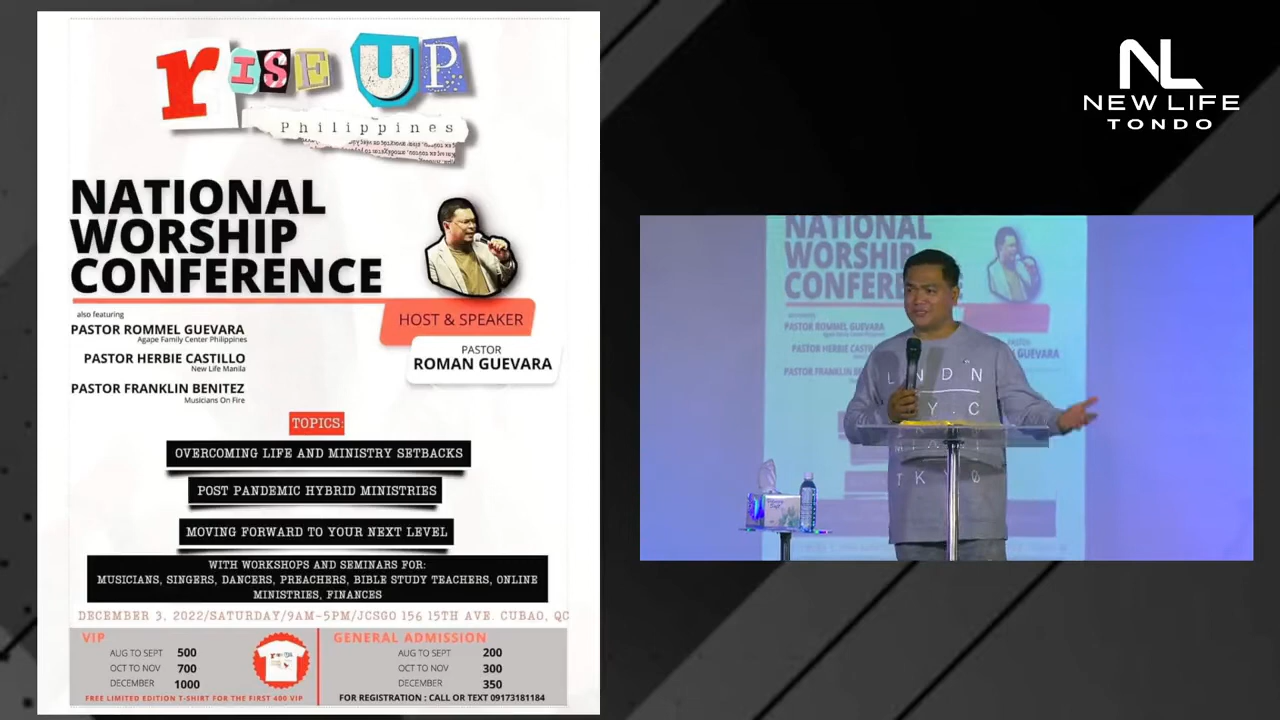 rISE UP
Philippines
NATIONAL
WORSHIP
CONFERENCE
also featuring
PASTOR ROMMEL GUEVARA
Agape Family Center Philippines
PASTOR HERBIE CASTILLO
New Life Manila
PASTOR FRANKLIN BENITEZ
Musicians On Fire
HOST & SPEAKER
PASTOR
ROMAN GUEVARA
TOPICS:
OVERCOMING LIFE AND MINISTRY SETBACKS
POST PANDEMIC HYBRID MINISTRIES
MOVING FORWARD TO YOUR NEXT LEVEL
WITH WORKSHOPS AND SEMINARS FOR:
MUSICIANS, SINGERS, DANCERS, PREACHERS, BIBLE STUDY TEACHERS, ONLINE
MINISTRIES, FINANCES
DECEMBER 3, 2022/SATURDAY/9AM-5PM/JCSGO 156 15TH AVE. CUBAO, QC
VIP
AUG TO SEPT 500
OCT TO NOV 700
DECEMBER 1000
FREE LIMITED EDITION T-SHIRT FOR THE FIRST 400 VIP
GENERAL ADMISSION
AUG TO SEPT 200
OCT TO NOV 300
DECEMBER 350
FOR REGISTRATION : CALL OR TEXT 09173181184
NL
NEW LIFE
TONDO
NATIONAL
WORSHIP
CONFERE
PASTOR ROMMEL GUEVARA
PASTOR HERBIE
PASTOR FRANKLIN
GUEVARA
L N D N
Y . C
T K Y O